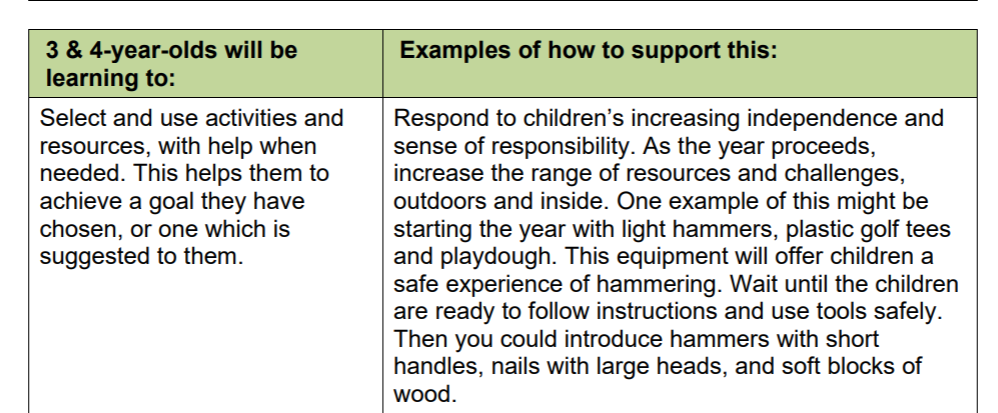 3 & 4-year-olds will be
learning to:
Examples of how to support this:
Select and use activities and
resources, with help when
needed. This helps them to
achieve a goal they have
chosen, or one which is
suggested to them.
Respond to children’s increasing independence and
sense of responsibility. As the year proceeds,
increase the range of resources and challenges,
outdoors and inside. One example of this might be
starting the year with light hammers, plastic golf tees
and playdough. This equipment will offer children a
safe experience of hammering. Wait until the children
are ready to follow instructions and use tools safely.
Then you could introduce hammers with short
handles, nails with large heads, and soft blocks of
wood.